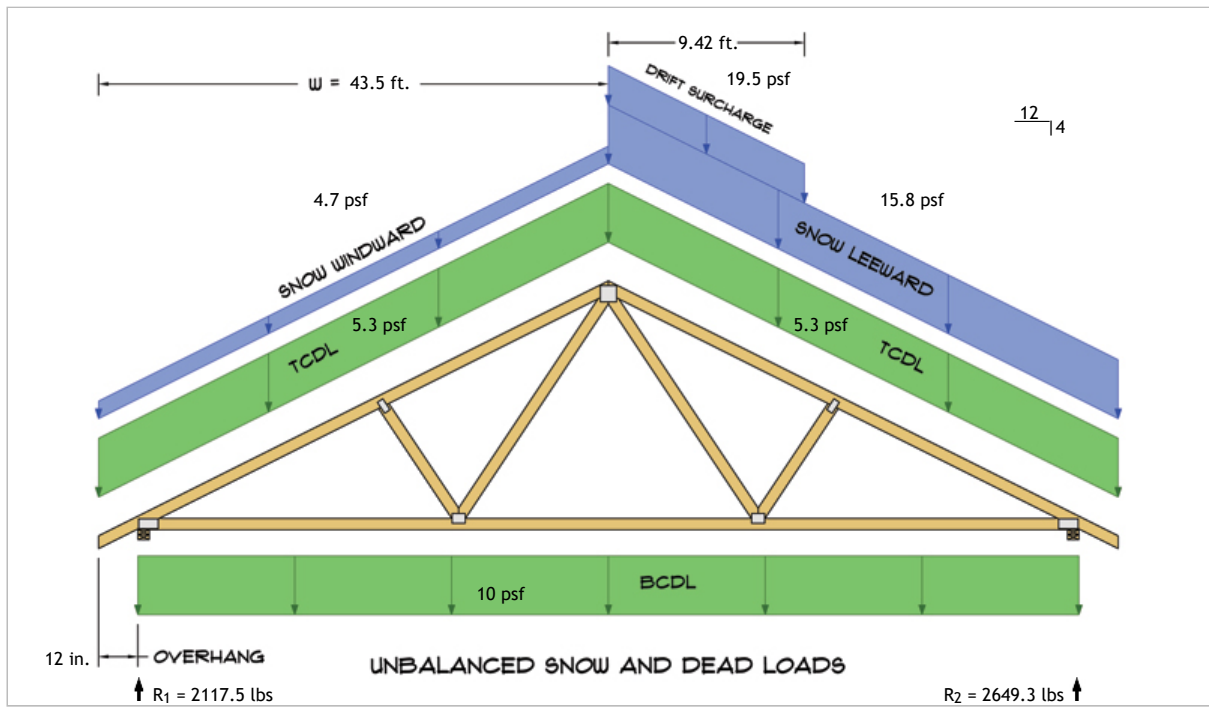 9.42 ft.
W = 43.5 ft.
DRIFT SURCHARGE
19.5 psf
12
4
4.7 psf
15.8 psf
SNOW WINDWARD
SNOW LEEWARD
5.3 psf
5.3 psf
TCDL
TCDL
10 psf
BCDL
12 in.
OVERHANG
UNBALANCED SNOW AND DEAD LOADS
R1 = 2117.5 lbs
R2 = 2649.3 lbs